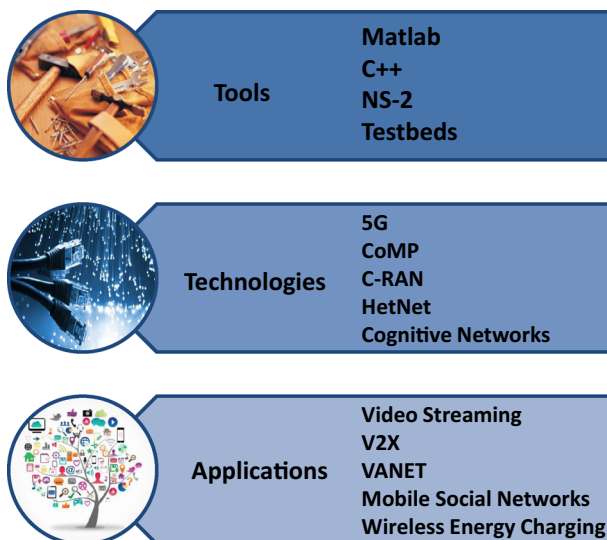 Tools
Matlab
C++
NS-2
Testbeds
Technologies
5G
CoMP
C-RAN
HetNet
Cognitive Networks
Applications
Video Streaming
V2X
VANET
Mobile Social Networks
Wireless Energy Charging